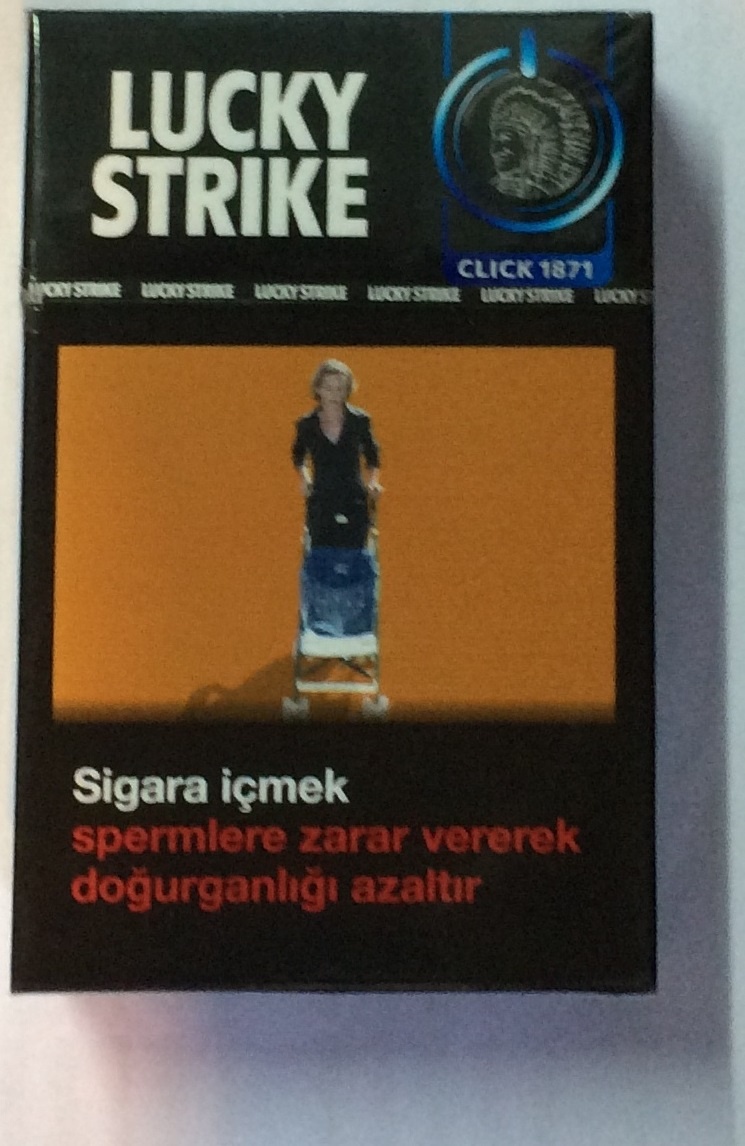 LUCKY
STRIKE
CLICK 1871
LUCKY STRIKE LUCKY STRIKE LUCKY STRIKE LUCKY STRIKE LUCKY STRIKE LUCKY S
Sigara içmek
spermlere zarar vererek
doğurganlığı azaltır